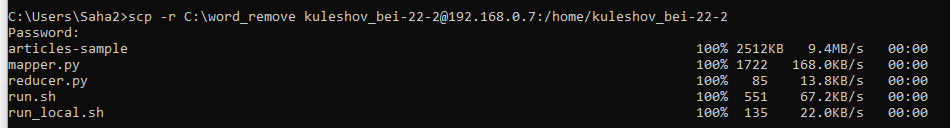 C:\Users\Saha2>scp -r C:\word_remove kuleshov_bei-22-2@192.168.0.7:/home/kuleshov_bei-22-2
Password:
articles-sample 100% 2512KB 9.4MB/s 00:00
mapper.py 100% 1722 168.0KB/s 00:00
reducer.py 100% 85 13.8KB/s 00:00
run.sh 100% 551 67.2KB/s 00:00
run_local.sh 100% 135 22.0KB/s 00:00